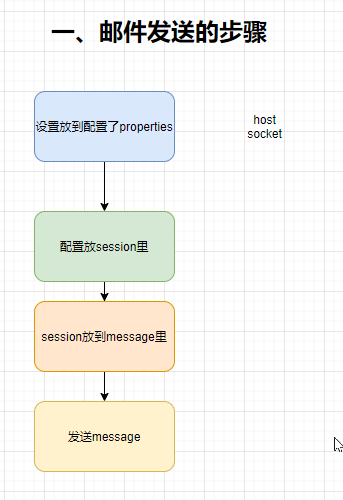 一、邮件发送的步骤
设置放到配置了properties
host
socket
配置放session里
session放到message里
发送message